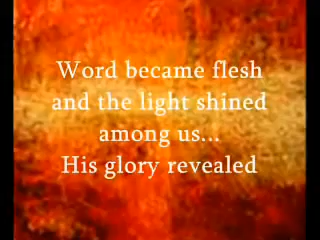 Word became flesh
and the light shined
among us...
His glory revealed